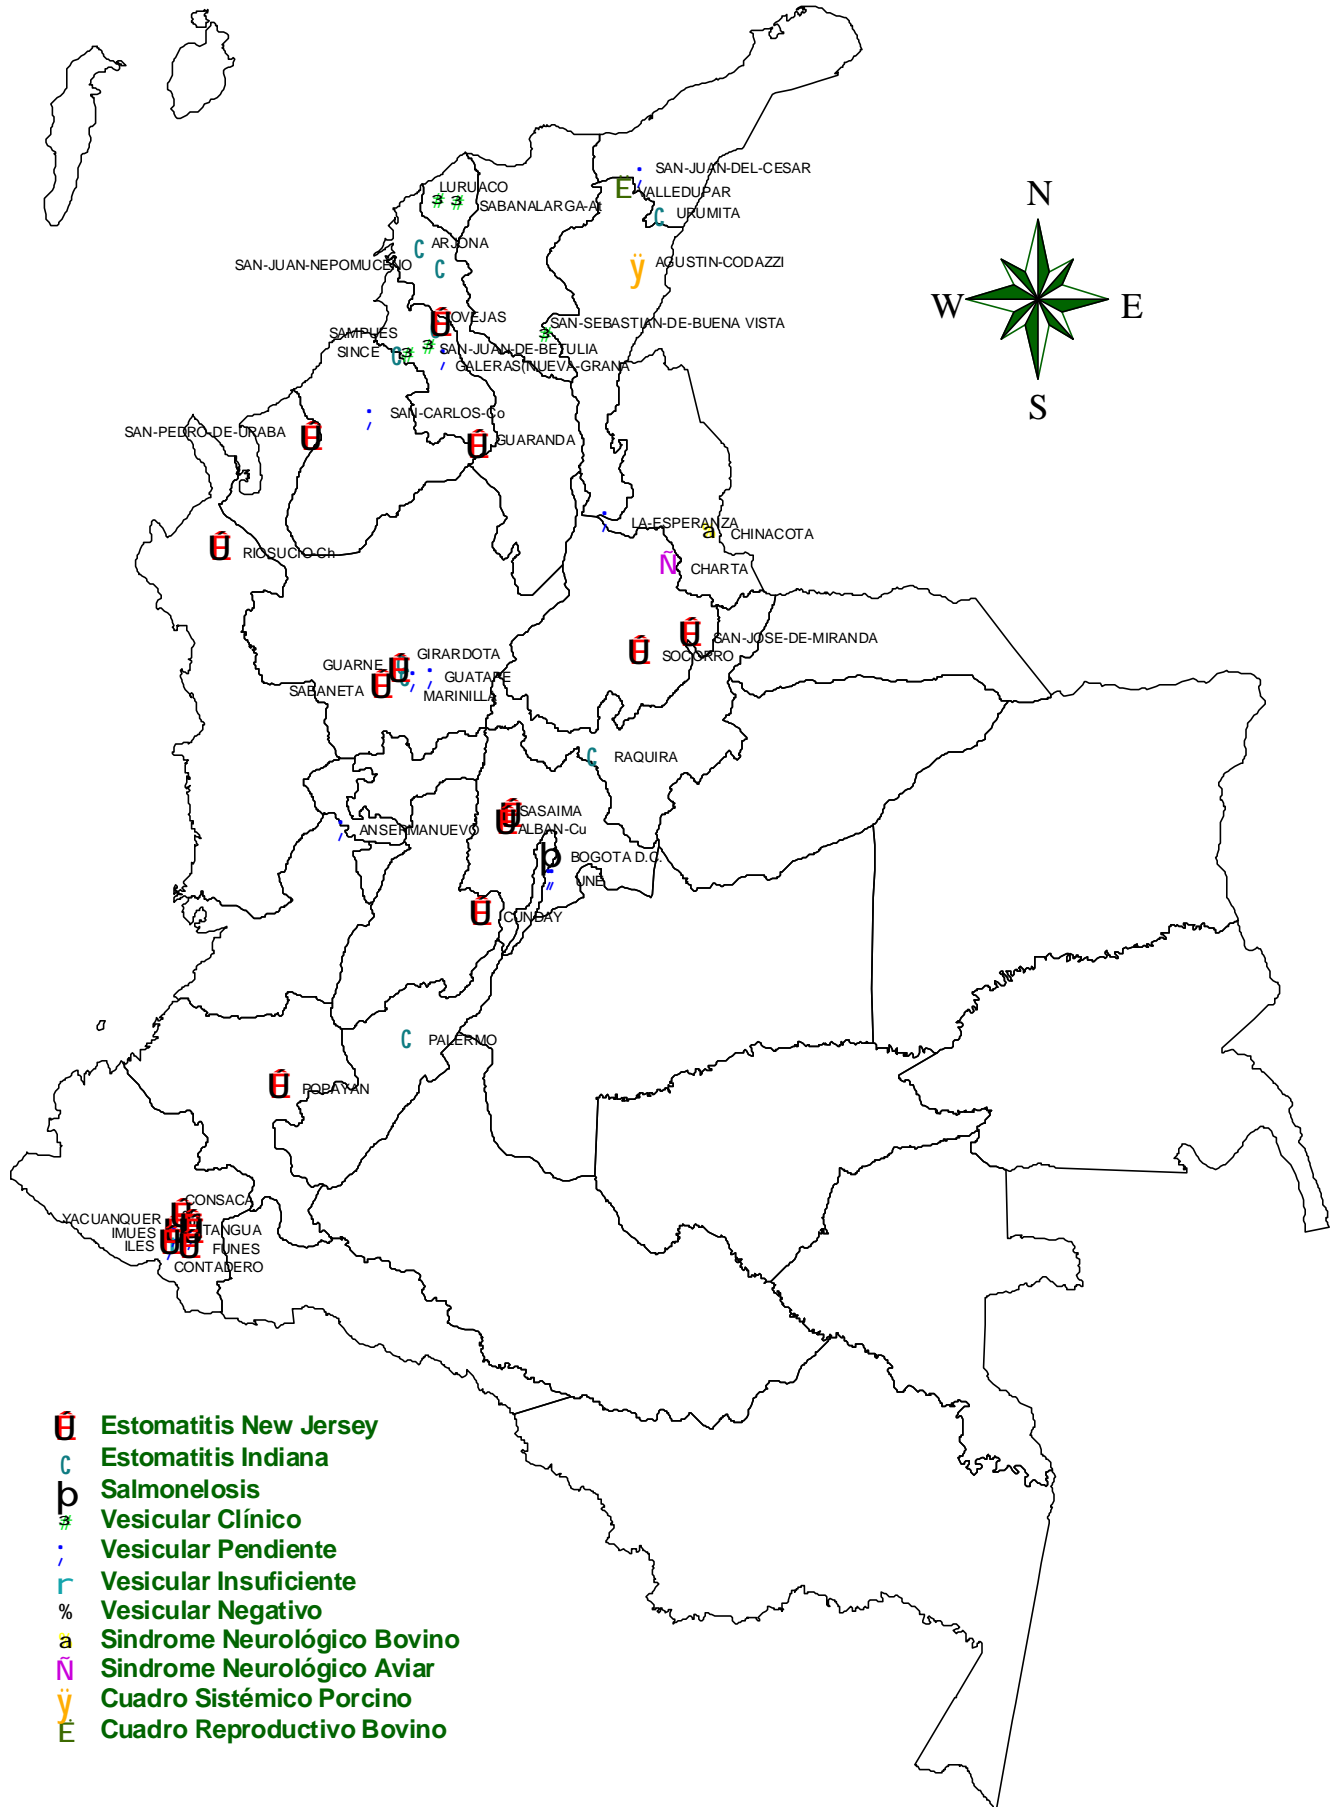 SAN-JUAN-DEL-CESAR
VALLEDUPAR
URUMITA
LURUACO
SABANALARGA-At
ARJONA
SAN-JUAN-NEPOMUCENO
AGUSTIN-CODAZZI
N
W
E
S
OVEJAS
SAMPUES
SINCE
SAN-SEBASTIAN-DE-BUENA VISTA
SAN-JUAN-DE-BETULIA
GALERAS(NUEVA-GRANA
SAN-CARLOS-Co
SAN-PEDRO-DE-URABA
GUARANDA
LA-ESPERANZA
CHINACOTA
RIOSUCIO-Ch
CHARTA
SAN-JOSE-DE-MIRANDA
SOCORRO
GIRARDOTA
GUARNE
GUATAPE
SABANETA
MARINILLA
RAQUIRA
SASAIMA
ALBAN-Cu
ANSERMANUEVO
BOGOTA D.C.
UNE
CUNDAY
PALERMO
POPAYAN
CONSACA
YACUANQUER
TANGUA
IMUES
ILES
FUNES
CONTADERO
Estomatitis New Jersey
Estomatitis Indiana
Salmonelosis
Vesicular Clínico
Vesicular Pendiente
Vesicular Insuficiente
% Vesicular Negativo
a Sindrome Neurológico Bovino
Ñ Sindrome Neurológico Aviar
ÿ Cuadro Sistémico Porcino
Ë Cuadro Reproductivo Bovino